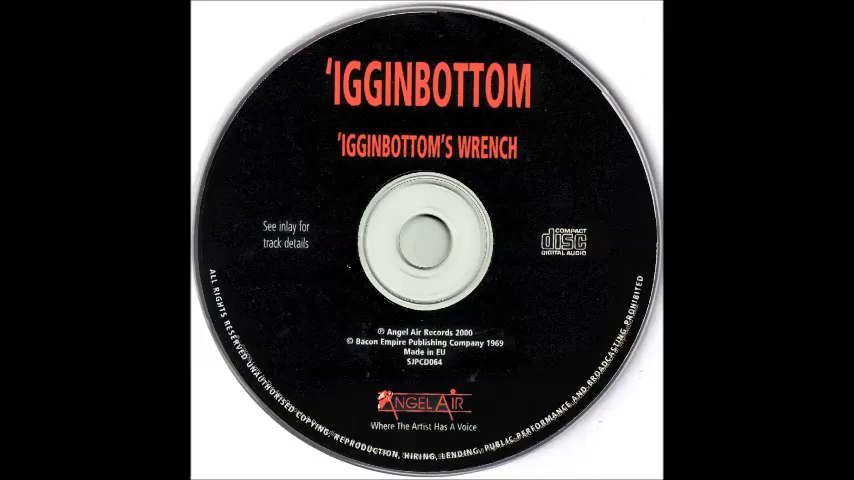 'IGGINBOTTOM
'IGGINBOTTOM'S WRENCH
See inlay for
track details
COMPACT
disc
DIGITAL AUDIO
℗ Angel Air Records 2000
© Bacon Empire Publishing Company 1969
Made in EU
SJPCD064
ANGEL AIR
Where The Artist Has A Voice
ALL RIGHTS RESERVED UNAUTHORISED COPYING, REPRODUCTION, HIRING, LENDING, PUBLIC PERFORMANCE AND BROADCASTING PROHIBITED